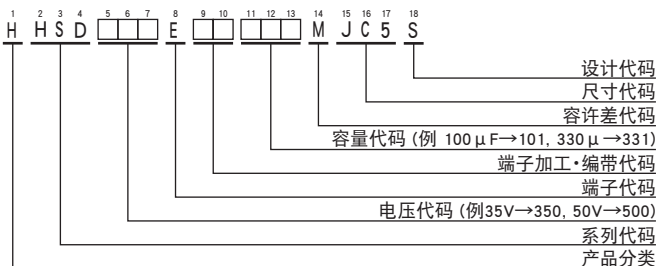 1 2 3 4 5 6 7 8 9 10 11 12 13 14 15 16 17 18
H HSD □□□ E □□ □□□ M JC5 S
设计代码
尺寸代码
容许差代码
容量代码 (例 100μF→101, 330μ→331)
端子加工・编带代码
端子代码
电压代码 (例35V→350, 50V→500)
系列代码
产品分类